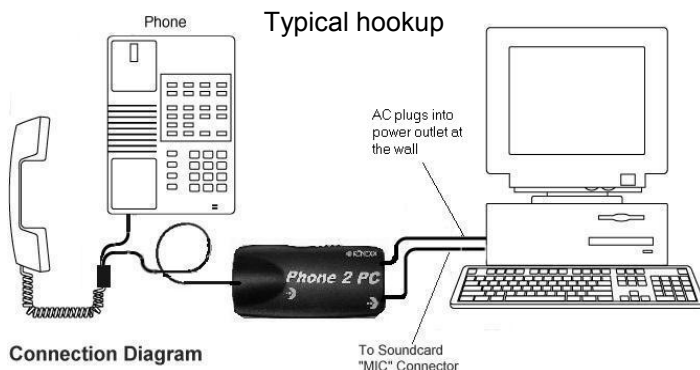 Typical hookup
Phone
AC plugs into
power outlet at
the wall
Phone 2 PC
Connection Diagram
To Soundcard
"MIC" Connector